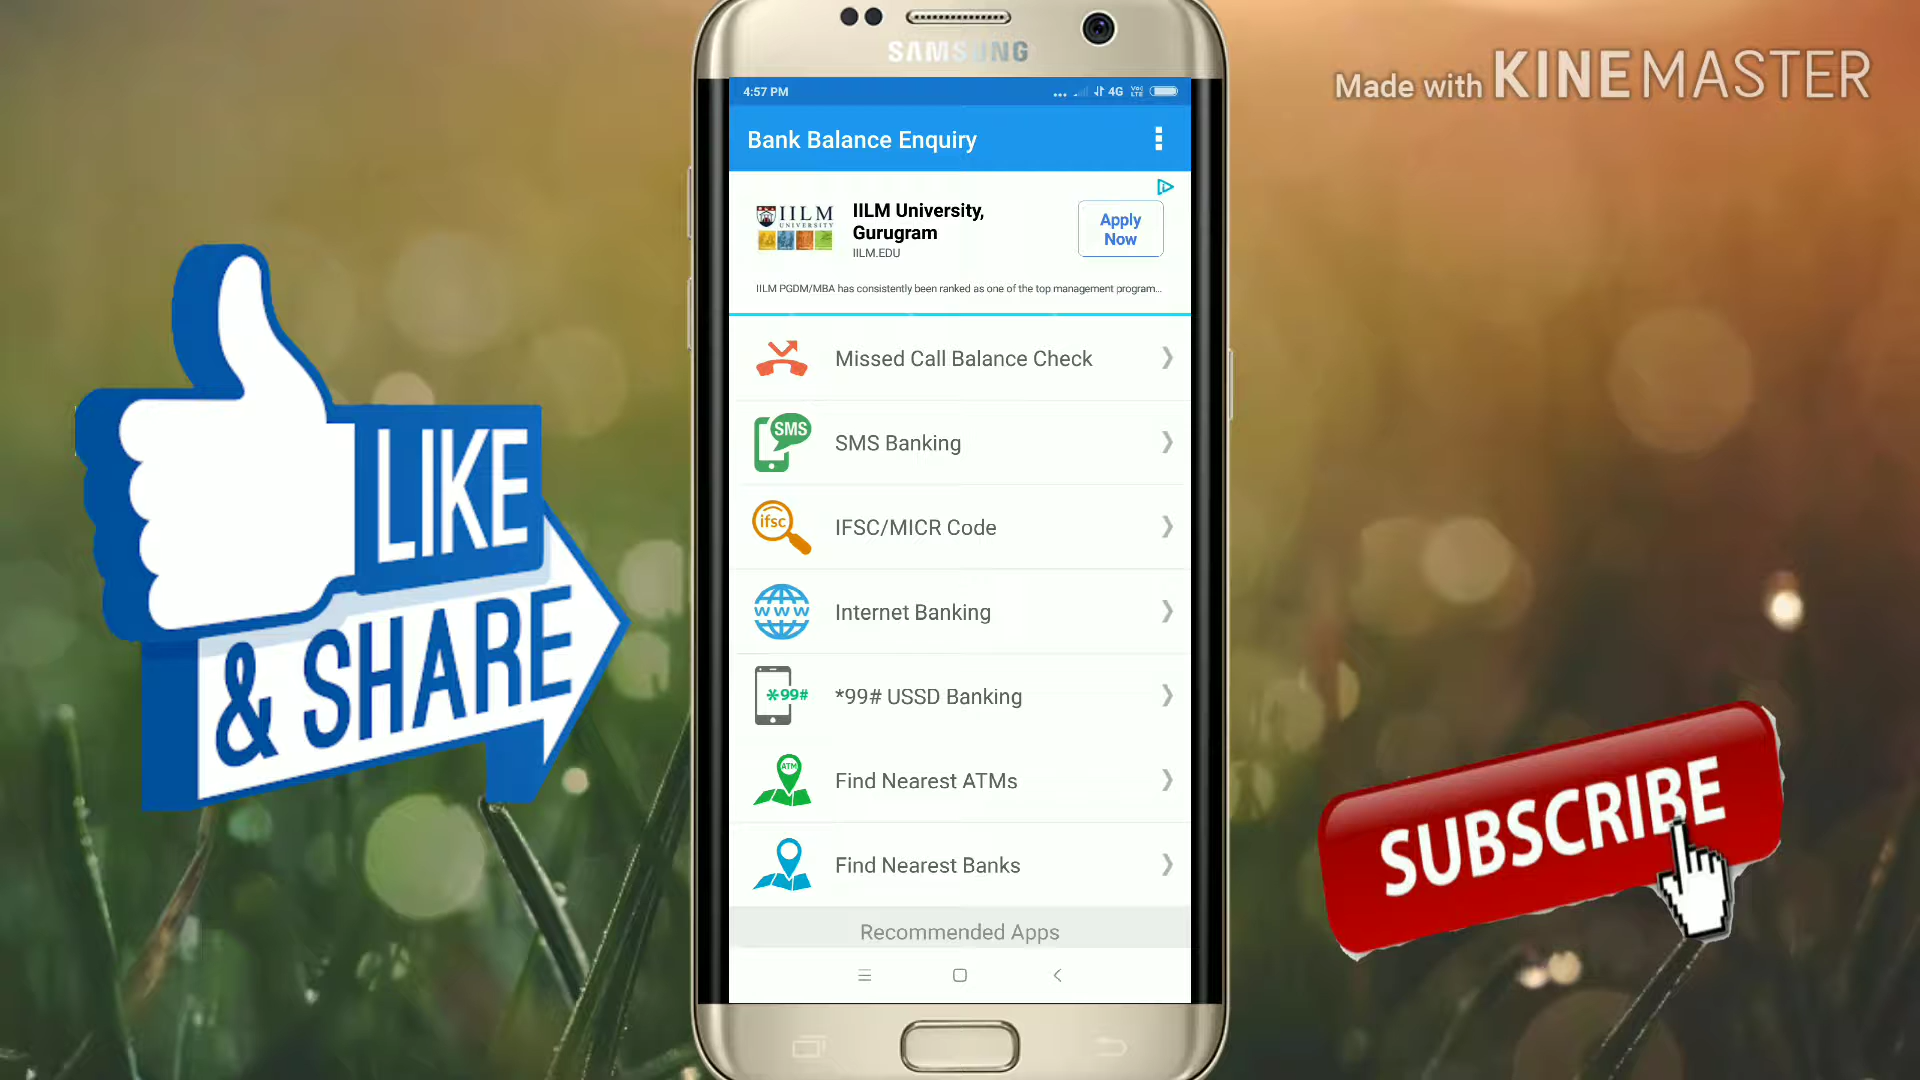 SAMSUNG
Made with KINEMASTER
4:57 PM
4G
Bank Balance Enquiry
IILM
UNIVERSITY
IILM University,
Gurugram
IILM.EDU
Apply
Now
IILM PGDM/MBA has consistently been ranked as one of the top management program...
Missed Call Balance Check
SMS
SMS Banking
ifsc
IFSC/MICR Code
WWW
Internet Banking
*99#
*99# USSD Banking
ATM
Find Nearest ATMs
Find Nearest Banks
Recommended Apps
LIKE
& SHARE
SUBSCRIBE